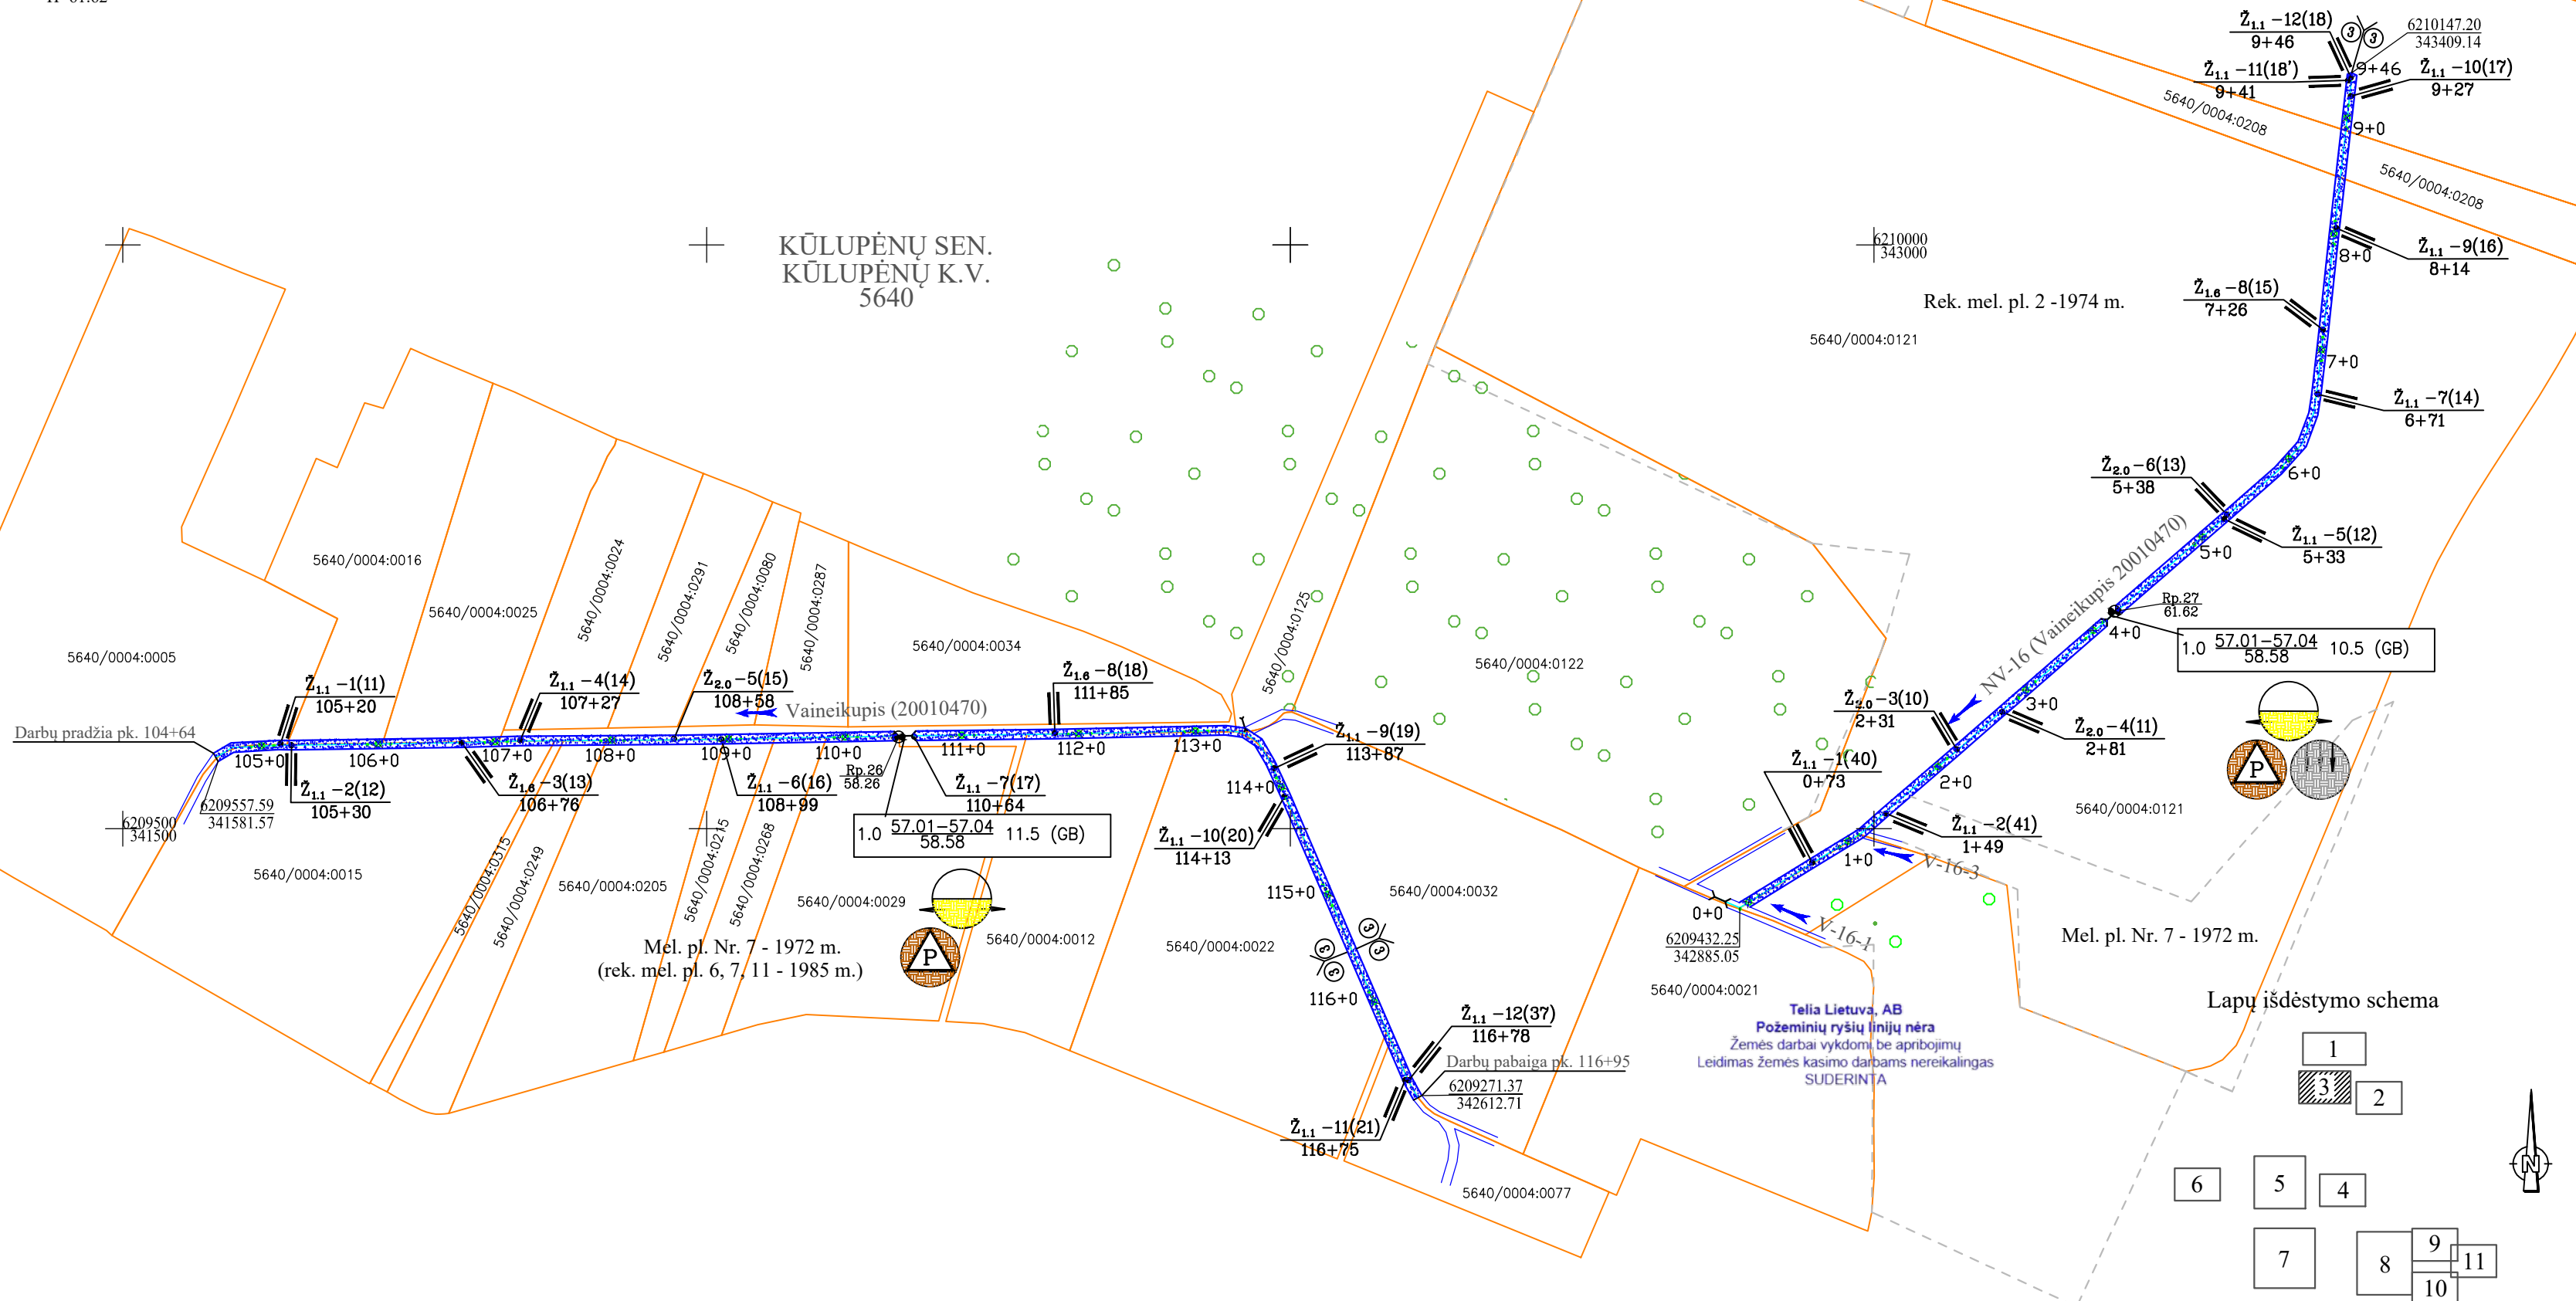 Ž1.1 -12(18)
9+46
3 3
6210147.20
343409.14
Ž1.1 -11(18')
9+41
9+46
Ž1.1 -10(17)
9+27
5640/0004:0208
9+0
5640/0004:0208
KŪLUPĖNŲ SEN.
KŪLUPĖNŲ K.V.
5640
6210000
343000
Ž1.1 -9(16)
8+14
8+0
Rek. mel. pl. 2 -1974 m.
Ž1.6 -8(15)
7+26
5640/0004:0121
7+0
Ž1.1 -7(14)
6+71
6+0
Ž2.0 -6(13)
5+38
Ž1.1 -5(12)
5+33
5+0
NV-16 (Vaineikupis 20010470)
Rp.27
61.62
4+0
1.0 57.01-57.04 10.5 (GB)
58.58
3+0
Ž2.0 -3(10)
2+31
Ž2.0 -4(11)
2+81
2+0
P
Ž1.1 -1(40)
0+73
5640/0004:0121
Ž1.1 -2(41)
1+49
1+0
V-16-3
0+0
V-16-1
6209432.25
342885.05
Mel. pl. Nr. 7 - 1972 m.
5640/0004:0016
5640/0004:0025
5640/0004:0024
5640/0004:0291
5640/0004:0080
5640/0004:0287
5640/0004:0034
5640/0004:0125
5640/0004:0122
5640/0004:0005
Ž1.1 -1(11)
105+20
Ž1.1 -4(14)
107+27
Ž2.0 -5(15)
108+58
Vaineikupis (20010470)
Ž1.6 -8(18)
111+85
Darbų pradžia pk. 104+64
Ž1.1 -9(19)
113+87
105+0
106+0
107+0
108+0
109+0
110+0
111+0
112+0
113+0
Rp.26
58.26
Ž1.1 -2(12)
105+30
Ž1.6 -3(13)
106+76
Ž1.1 -6(16)
108+99
Ž1.1 -7(17)
110+64
114+0
6209557.59
341581.57
6209500
341500
1.0 57.01-57.04 11.5 (GB)
58.58
Ž1.1 -10(20)
114+13
5640/0004:0015
5640/0004:0315
5640/0004:0249
5640/0004:0205
5640/0004:0215
5640/0004:0268
5640/0004:0029
5640/0004:0012
115+0
5640/0004:0032
5640/0004:0022
3 3
3 3
P
Mel. pl. Nr. 7 - 1972 m.
(rek. mel. pl. 6, 7, 11 - 1985 m.)
116+0
5640/0004:0021
Ž1.1 -12(37)
116+78
Darbų pabaiga pk. 116+95
6209271.37
342612.71
Ž1.1 -11(21)
116+75
5640/0004:0077
Telia Lietuva, AB
Požeminių ryšių linijų nėra
Žemės darbai vykdomi be apribojimų
Leidimas žemės kasimo darbams nereikalingas
SUDERINTA
Lapų išdėstymo schema
1
3
2
6
5
4
7
8
9
11
10
N